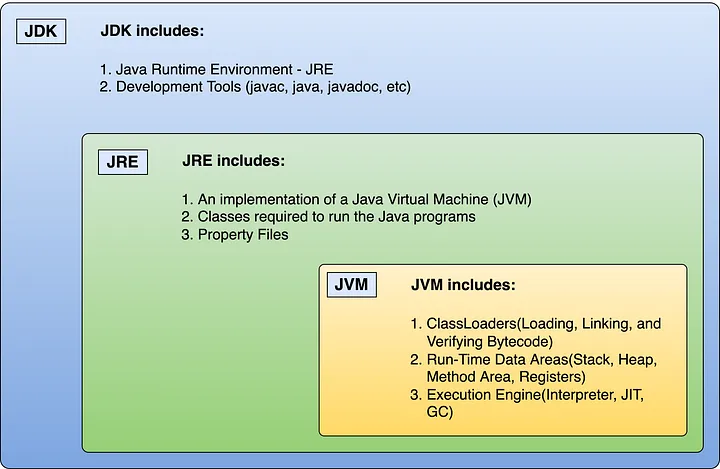 JDK
JDK includes:
1. Java Runtime Environment - JRE
2. Development Tools (javac, java, javadoc, etc)
JRE
JRE includes:
1. An implementation of a Java Virtual Machine (JVM)
2. Classes required to run the Java programs
3. Property Files
JVM
JVM includes:
1. ClassLoaders(Loading, Linking, and
Verifying Bytecode)
2. Run-Time Data Areas(Stack, Heap,
Method Area, Registers)
3. Execution Engine(Interpreter, JIT,
GC)